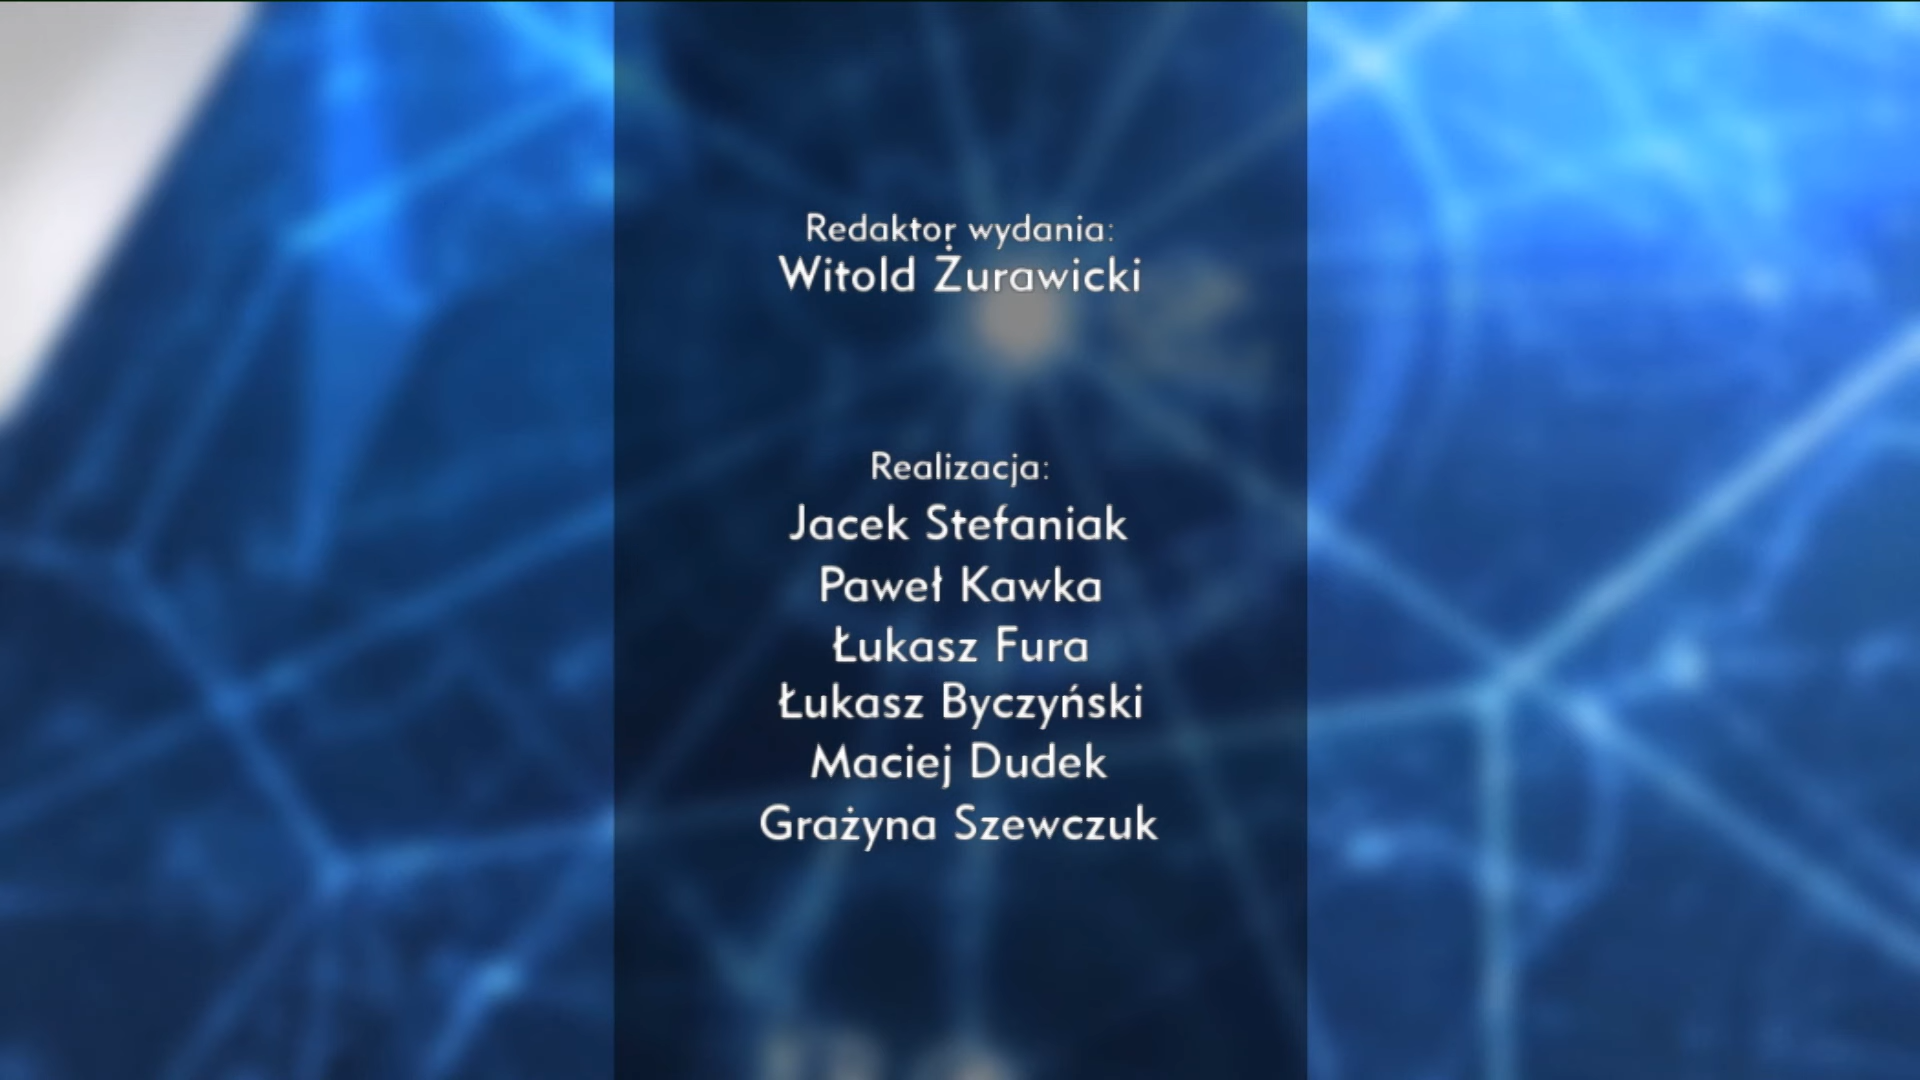 Redaktor wydania:
Witold Żurawicki
Realizacja:
Jacek Stefaniak
Paweł Kawka
Łukasz Fura
Łukasz Byczyński
Maciej Dudek
Grażyna Szewczuk